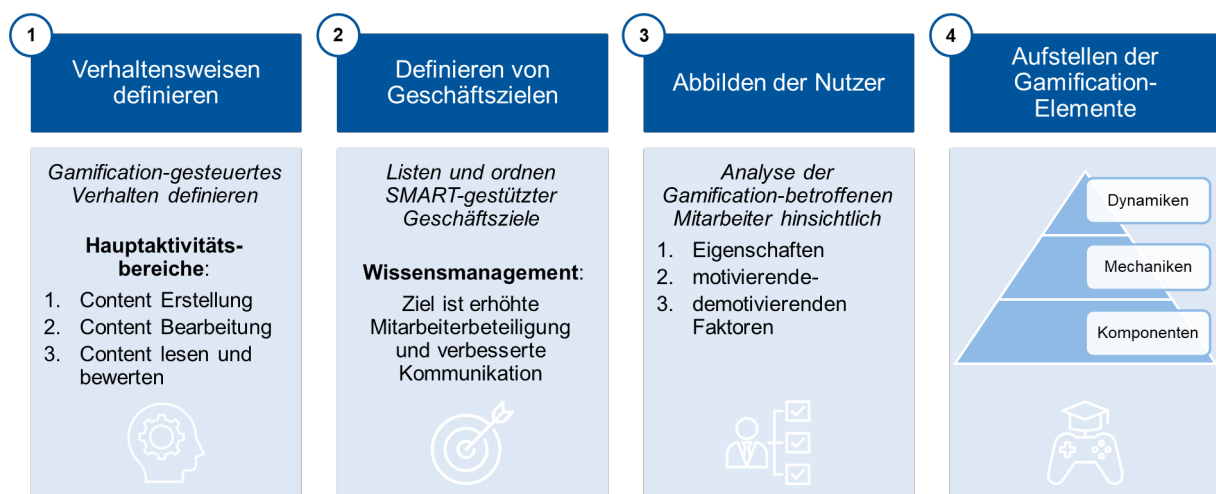 1
Verhaltensweisen
definieren
Gamification-gesteuertes
Verhalten definieren
Hauptaktivitäts-
bereiche:
1. Content Erstellung
2. Content Bearbeitung
3. Content lesen und
bewerten
2
Definieren von
Geschäftszielen
Listen und ordnen
SMART-gestützter
Geschäftsziele
Wissensmanagement:
Ziel ist erhöhte
Mitarbeiterbeteiligung
und verbesserte
Kommunikation
3
Abbilden der Nutzer
Analyse der
Gamification-betroffenen
Mitarbeiter hinsichtlich
1. Eigenschaften
2. motivierende-
3. demotivierenden
Faktoren
4
Aufstellen der
Gamification-
Elemente
Dynamiken
Mechaniken
Komponenten